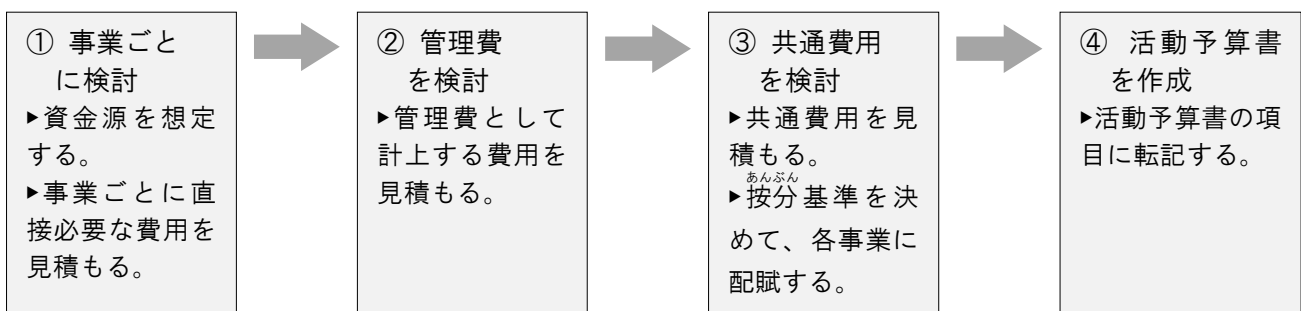 ① 事業ごと
に検討
▶資金源を想定
する。
▶事業ごとに直
接必要な費用を
見積もる。
② 管理費
を検討
▶管理費として
計上する費用を
見積もる。
③ 共通費用
を検討
▶共通費用を見
積もる。
あんぶん
▶按分基準を決
めて、各事業に
配賦する。
④ 活動予算書
を作成
▶活動予算書の項
目に転記する。